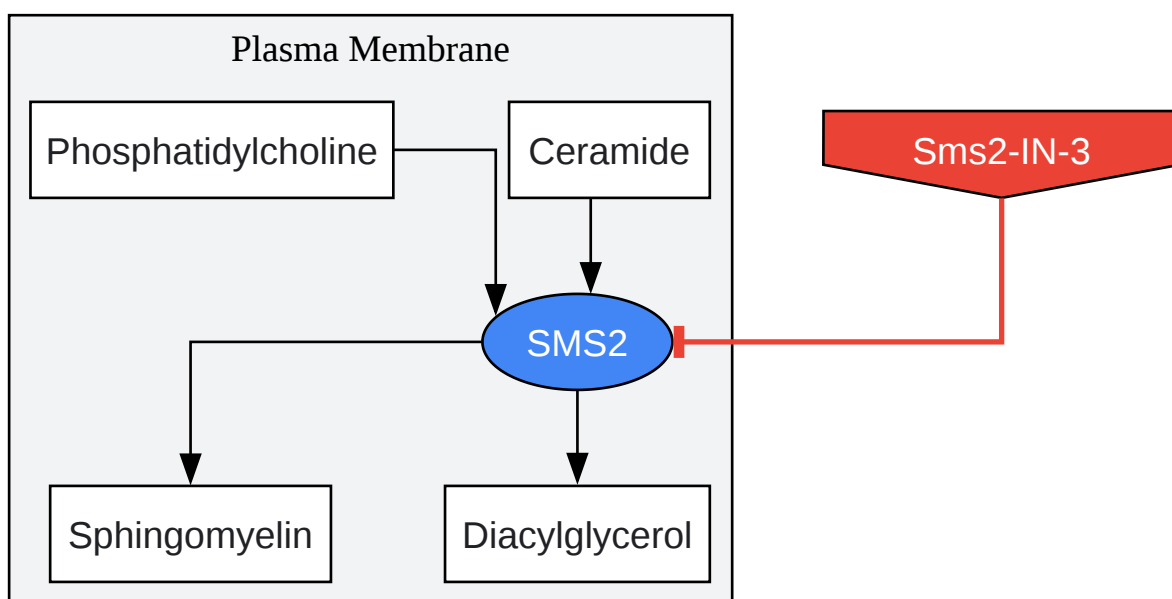 Plasma Membrane
Phosphatidylcholine
Ceramide
Sms2-IN-3
SMS2
Sphingomyelin
Diacylglycerol